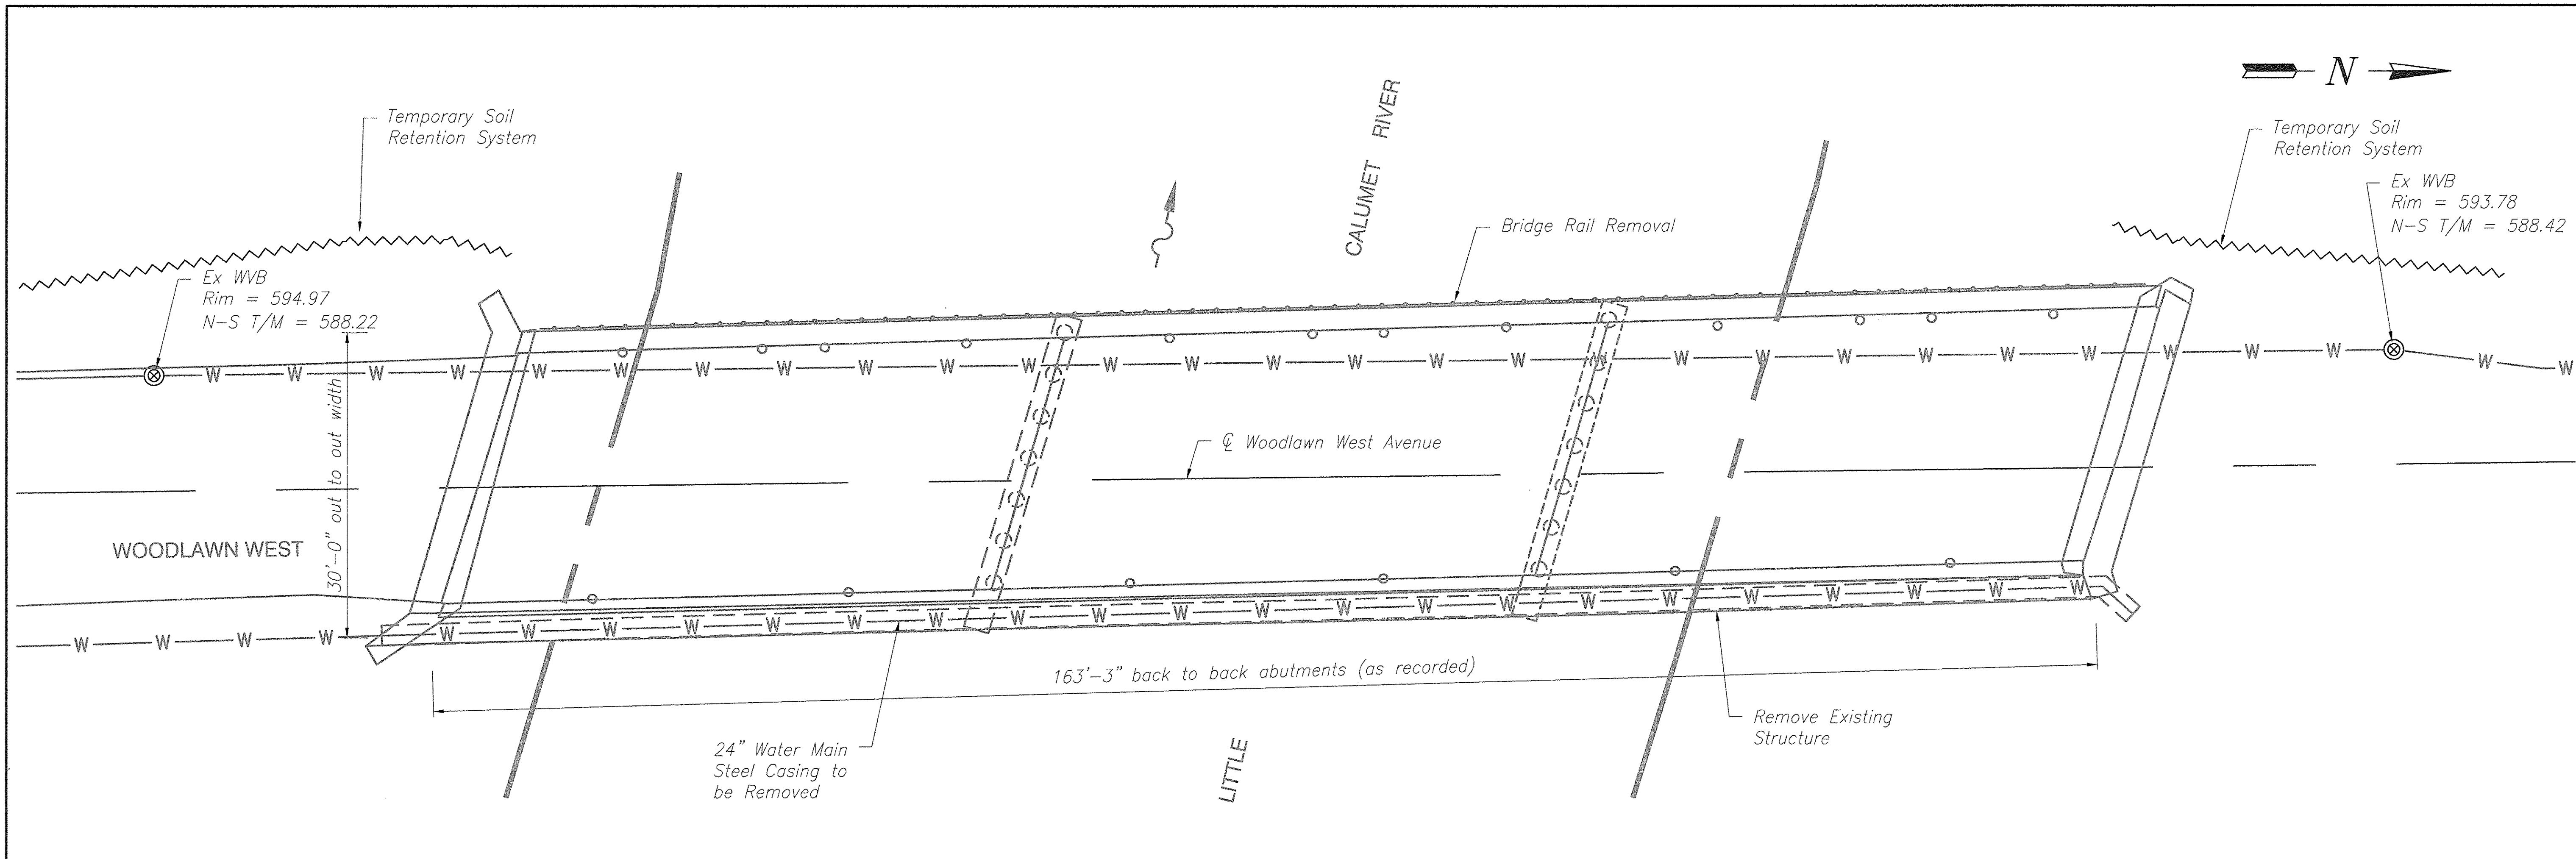 N
Temporary Soil
Retention System
Temporary Soil
Retention System
Ex WVB
Rim = 593.78
N-S T/M = 588.42
CALUMET RIVER
Bridge Rail Removal
Ex WVB
Rim = 594.97
N-S T/M = 588.22
W W W W W W W W W W W W W W W W W W W W W W W W W W W W W
30'-0" out to out width
℄ Woodlawn West Avenue
WOODLAWN WEST
W W W W W W W W W W W W W W W W W W W W W W W W W
163'-3" back to back abutments (as recorded)
24" Water Main
Steel Casing to
be Removed
LITTLE
Remove Existing
Structure